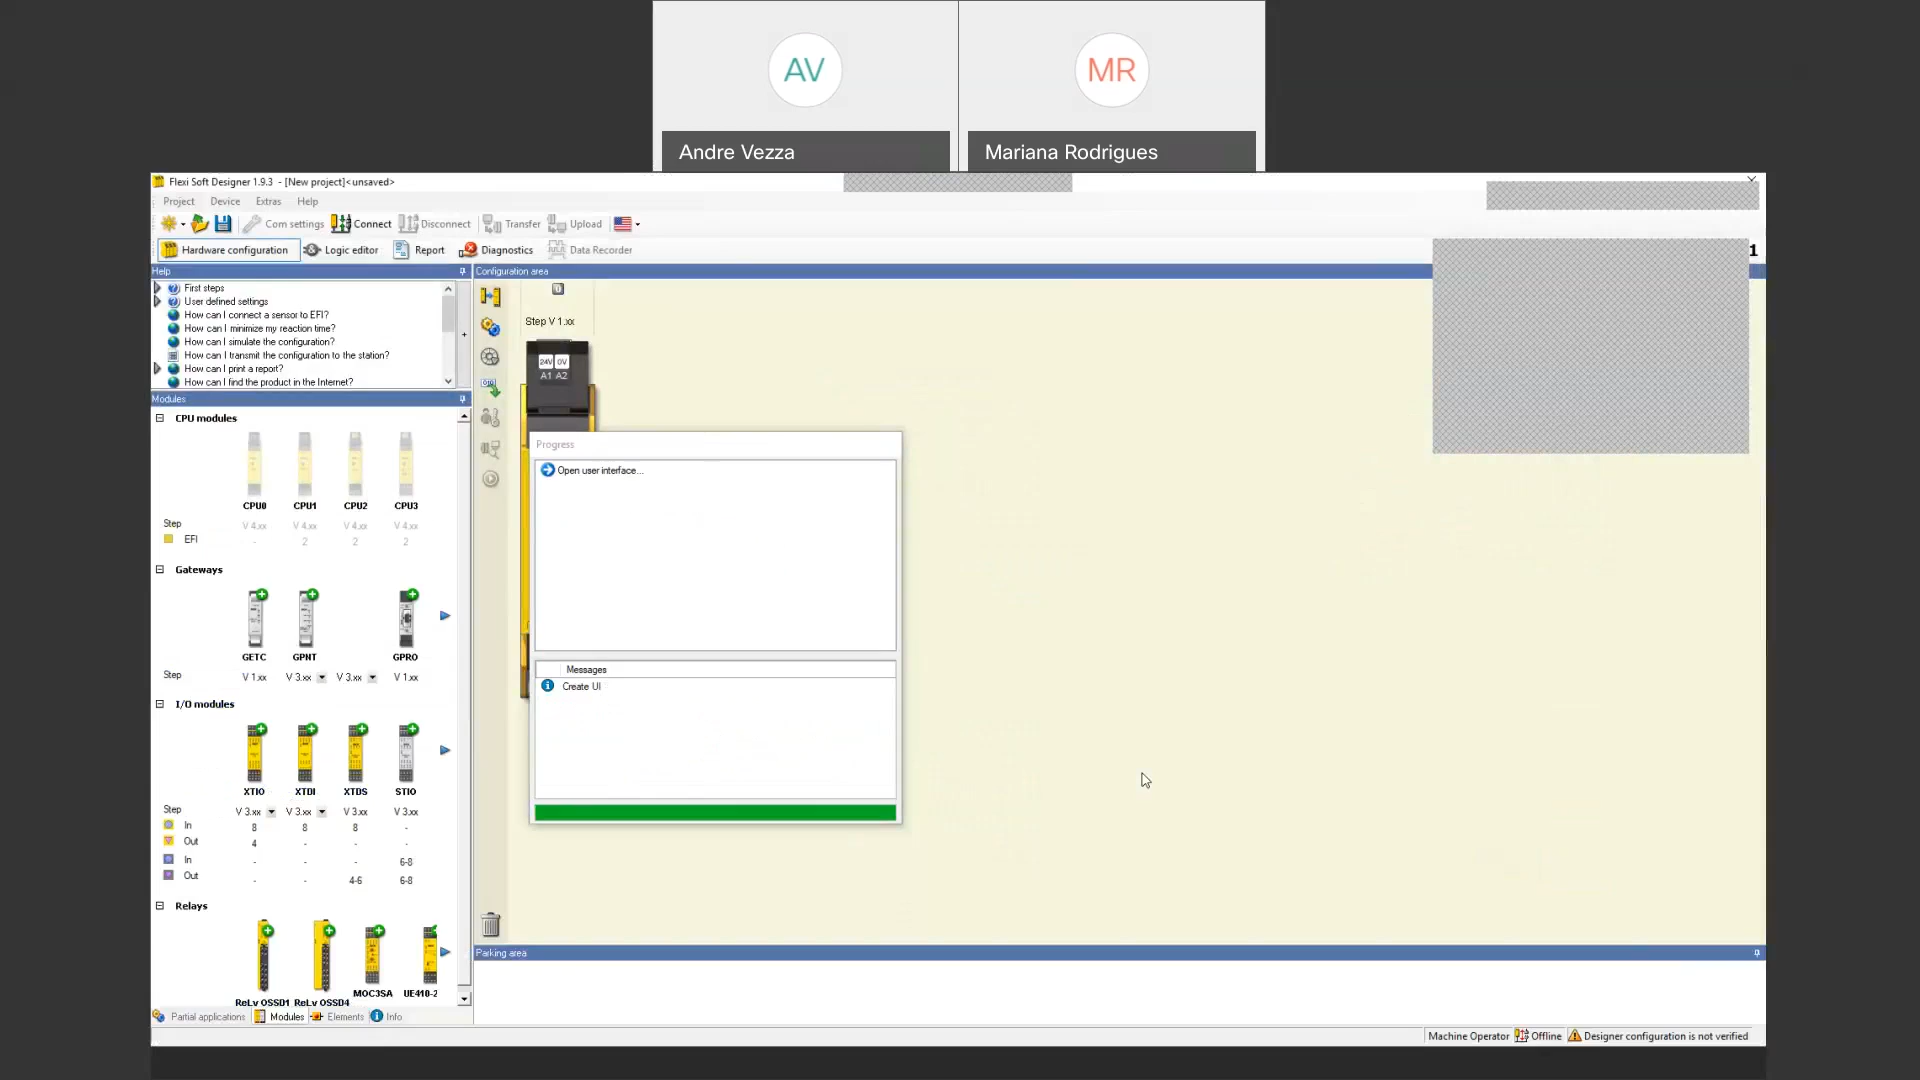 AV
MR
Andre Vezza
Mariana Rodrigues
Flexi Soft Designer 1.9.3 - [New project]<unsaved>
Project Device Extras Help
Com settings Connect Disconnect Transfer Upload
Hardware configuration Logic editor Report Diagnostics Data Recorder
1
Help
First steps
User defined settings
How can I connect a sensor to EFI?
How can I minimize my reaction time?
How can I simulate the configuration?
How can I transmit the configuration to the station?
How can I print a report?
How can I find the product in the Internet?
Modules
CPU modules
CPU0 CPU1 CPU2 CPU3
Step V 4.xx V 4.xx V 4.xx V 4.xx
EFI - 2 2 2
Gateways
GETC GPNT GPRO
Step V 1.xx V 3.xx V 3.xx V 1.xx
I/O modules
XTIO XTDI XTDS STIO
Step V 3.xx V 3.xx V 3.xx V 3.xx
In 8 8 8 -
Out 4 - - -
In - - - 6-8
Out - - 4-6 6-8
Relays
ReLy OSSD1 ReLy OSSD4 MOC3SA UE410-2
Partial applications Modules Elements Info
Configuration area
0
Step V 1.xx
24V 0V
A1 A2
Progress
Open user interface...
Messages
Create UI
Parking area
Machine Operator Offline Designer configuration is not verified